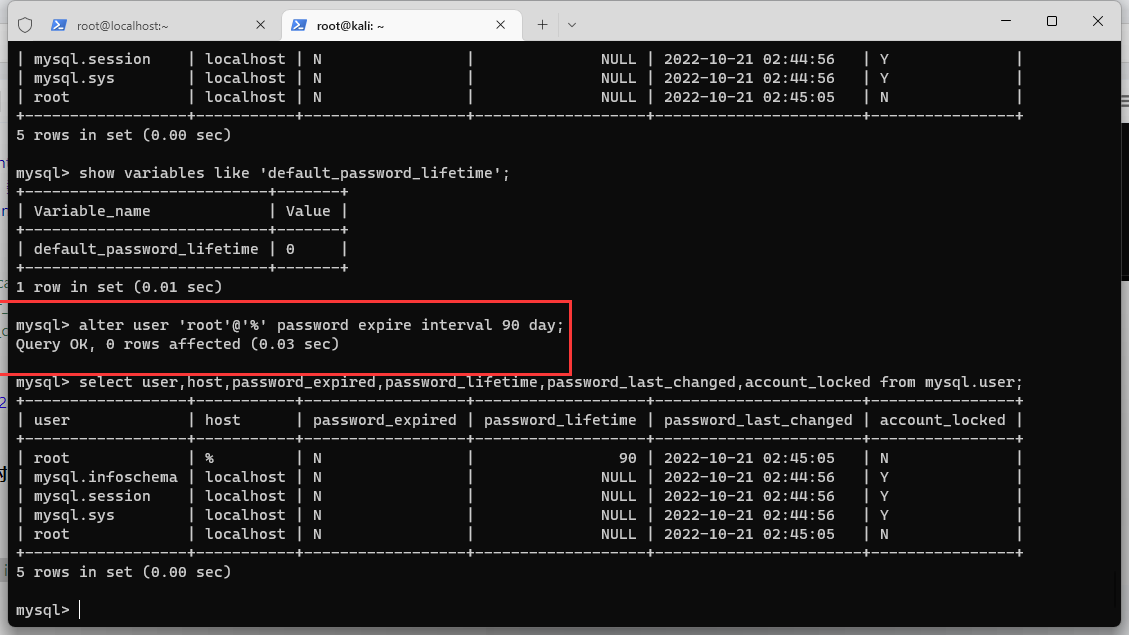 root@localhost:~
root@kali: ~
| mysql.session    | localhost | N                |              NULL | 2022-10-21 02:44:56   | Y              |
| mysql.sys        | localhost | N                |              NULL | 2022-10-21 02:44:56   | Y              |
| root             | localhost | N                |              NULL | 2022-10-21 02:45:05   | N              |
+------------------+-----------+------------------+-------------------+-----------------------+----------------+
5 rows in set (0.00 sec)
mysql> show variables like 'default_password_lifetime';
+---------------------------+-------+
| Variable_name             | Value |
+---------------------------+-------+
| default_password_lifetime | 0     |
+---------------------------+-------+
1 row in set (0.01 sec)
mysql> alter user 'root'@'%' password expire interval 90 day;
Query OK, 0 rows affected (0.03 sec)
mysql> select user,host,password_expired,password_lifetime,password_last_changed,account_locked from mysql.user;
+------------------+-----------+------------------+-------------------+-----------------------+----------------+
| user             | host      | password_expired | password_lifetime | password_last_changed | account_locked |
+------------------+-----------+------------------+-------------------+-----------------------+----------------+
| root             | %         | N                |                90 | 2022-10-21 02:45:05   | N              |
| mysql.infoschema | localhost | N                |              NULL | 2022-10-21 02:44:56   | Y              |
| mysql.session    | localhost | N                |              NULL | 2022-10-21 02:44:56   | Y              |
| mysql.sys        | localhost | N                |              NULL | 2022-10-21 02:44:56   | Y              |
| root             | localhost | N                |              NULL | 2022-10-21 02:45:05   | N              |
+------------------+-----------+------------------+-------------------+-----------------------+----------------+
5 rows in set (0.00 sec)
mysql>